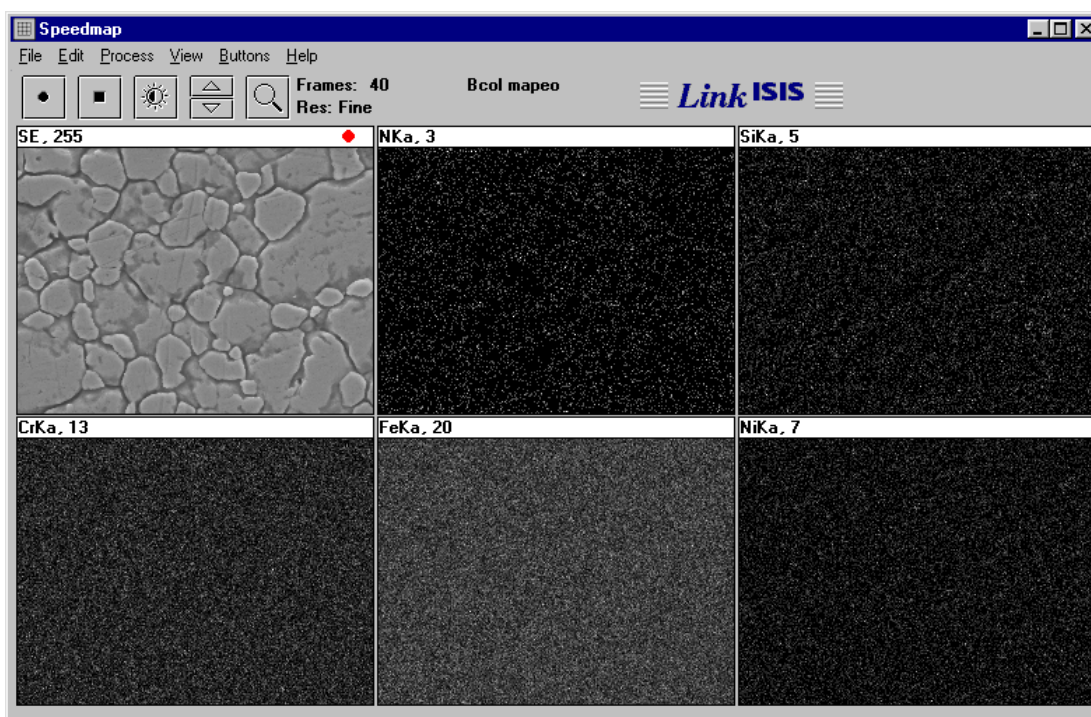 Speedmap
File Edit Process View Buttons Help
Frames: 40
Res: Fine
Bcol mapeo
Link ISIS
SE, 255
NKa, 3
SiKa, 5
CrKa, 13
FeKa, 20
NiKa, 7